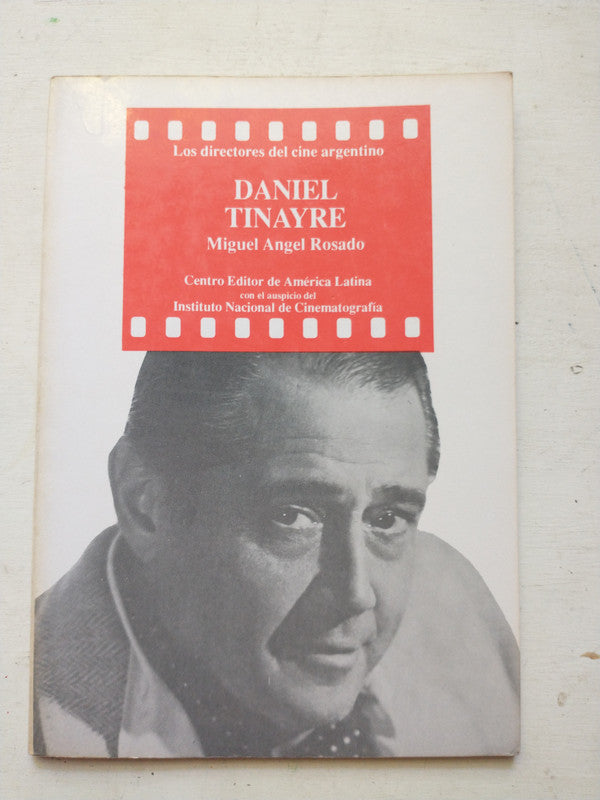 Los directores del cine argentino
DANIEL
TINAYRE
Miguel Angel Rosado
Centro Editor de América Latina
con el auspicio del
Instituto Nacional de Cinematografía